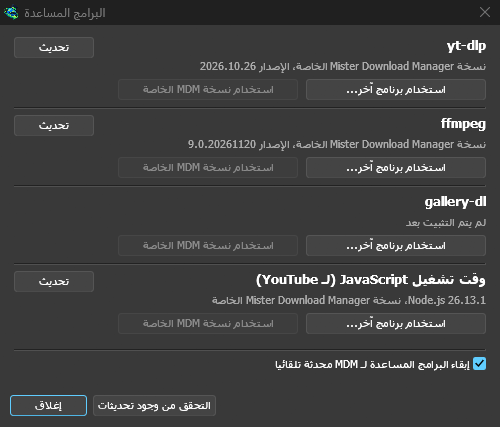 البرامج المساعدة
yt-dlp
تحديث
نسخة Mister Download Manager الخاصة، الإصدار 2026.10.26
استخدام برنامج آخر...
استخدام نسخة MDM الخاصة
ffmpeg
تحديث
نسخة Mister Download Manager الخاصة، الإصدار 9.0.20261120
استخدام برنامج آخر...
استخدام نسخة MDM الخاصة
gallery-dl
لم يتم التثبيت بعد
استخدام برنامج آخر...
استخدام نسخة MDM الخاصة
وقت تشغيل JavaScript (لـ YouTube)
تحديث
Node.js 26.13.1، نسخة Mister Download Manager الخاصة
استخدام برنامج آخر...
استخدام نسخة MDM الخاصة
إبقاء البرامج المساعدة لـ MDM محدثة تلقائيا
التحقق من وجود تحديثات
إغلاق